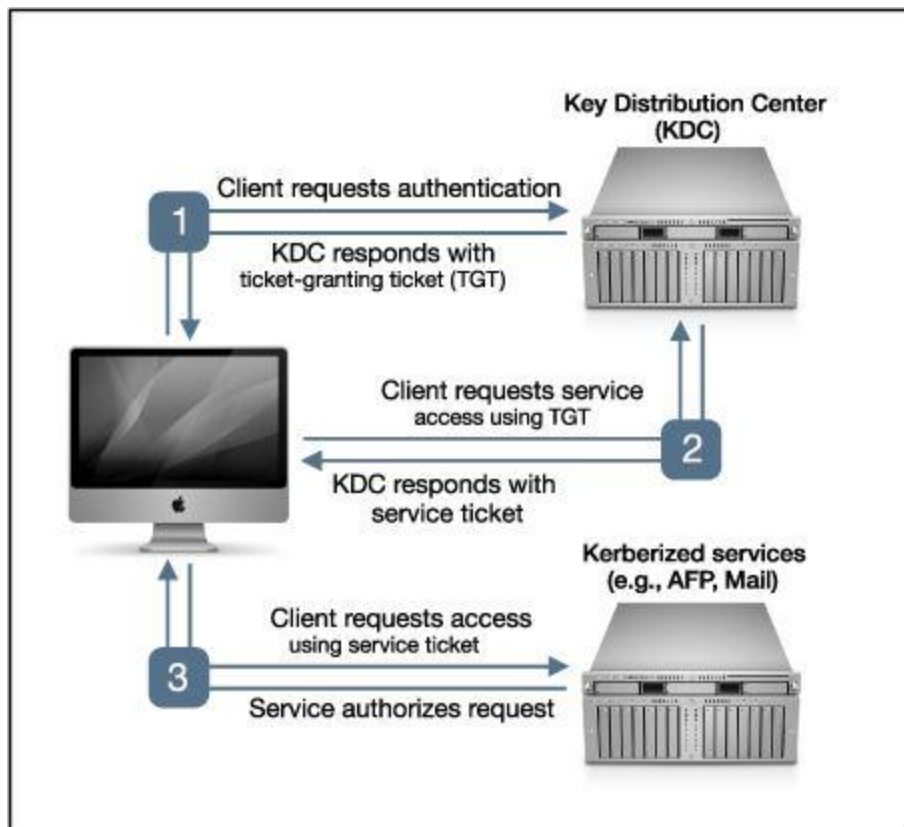 Key Distribution Center
(KDC)
Client requests authentication
1
KDC responds with
ticket-granting ticket (TGT)
Client requests service
access using TGT
2
KDC responds with
service ticket
Kerberized services
(e.g., AFP, Mail)
Client requests access
using service ticket
3
Service authorizes request